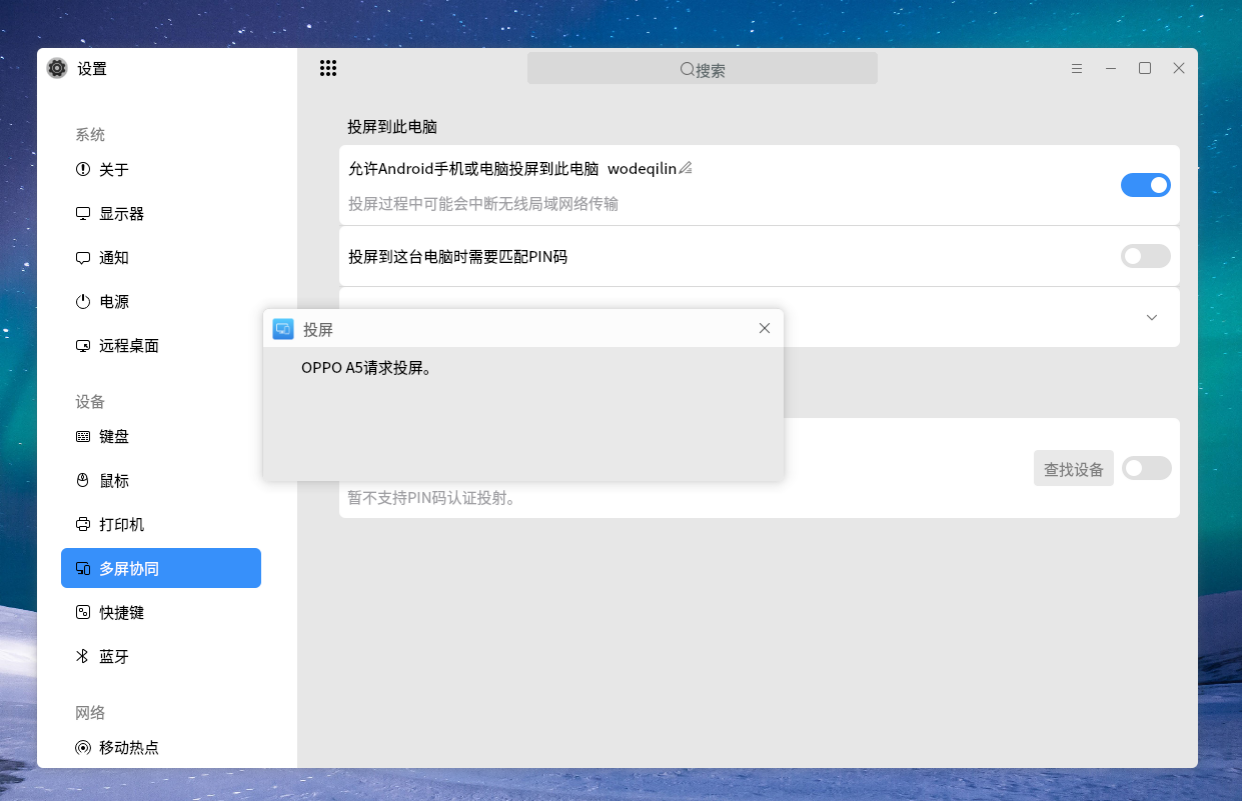 设置
搜索
系统
关于
显示器
通知
电源
远程桌面
设备
键盘
鼠标
打印机
多屏协同
快捷键
蓝牙
网络
移动热点
投屏到此电脑
允许Android手机或电脑投屏到此电脑 wodeqilin
投屏过程中可能会中断无线局域网络传输
投屏到这台电脑时需要匹配PIN码
投屏
OPPO A5请求投屏。
查找设备
暂不支持PIN码认证投射。